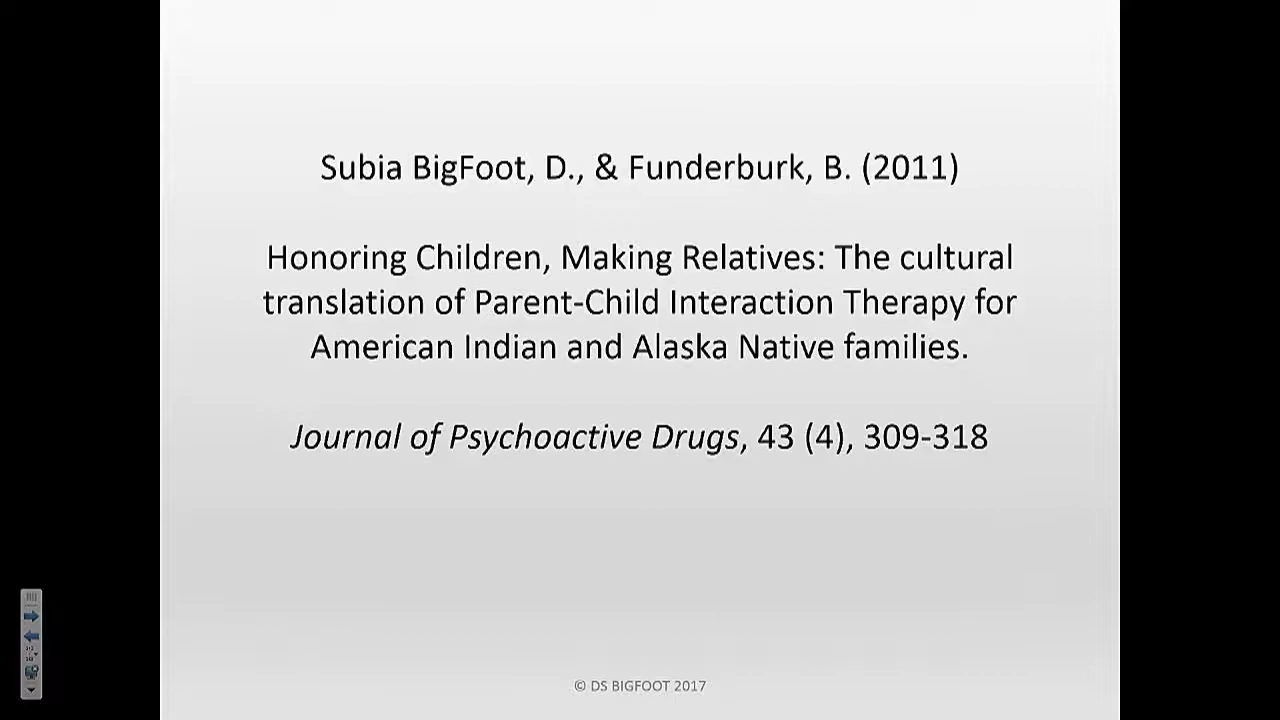 Subia BigFoot, D., & Funderburk, B. (2011)
Honoring Children, Making Relatives: The cultural
translation of Parent-Child Interaction Therapy for
American Indian and Alaska Native families.
Journal of Psychoactive Drugs, 43 (4), 309-318
© DS BIGFOOT 2017